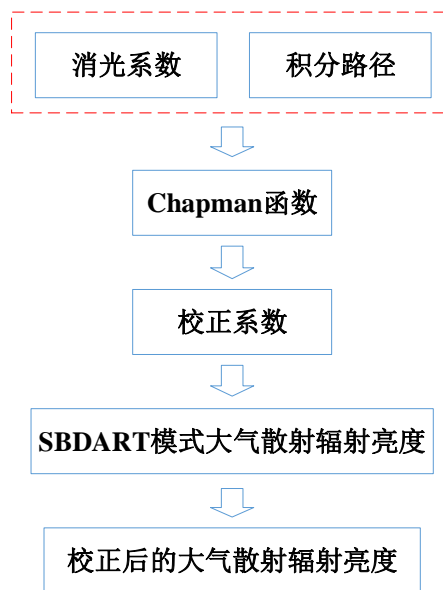 消光系数
积分路径
Chapman函数
校正系数
SBDART模式大气散射辐射亮度
校正后的大气散射辐射亮度